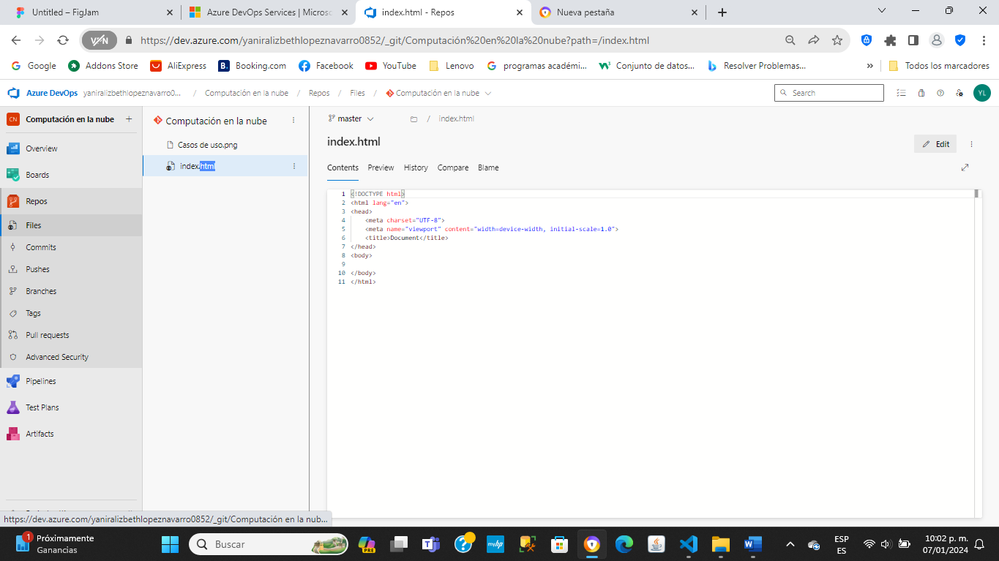 Untitled – FigJam
Azure DevOps Services | Microsc
index.html - Repos
Nueva pestaña
VPN
https://dev.azure.com/yaniralizbethlopeznavarro0852/_git/Computación%20en%20la%20nube?path=/index.html
Google
Addons Store
AliExpress
Booking.com
Facebook
YouTube
Lenovo
programas académi...
Conjunto de datos...
Resolver Problemas...
»
Todos los marcadores
Azure DevOps
yaniralizbethlopeznavarro0...
/ Computación en la nube / Repos / Files / Computación en la nube
Search
YL
CN
Computación en la nube
+
Overview
Boards
Repos
Files
Commits
Pushes
Branches
Tags
Pull requests
Advanced Security
Pipelines
Test Plans
Artifacts
Computación en la nube
Casos de uso.png
index.html
master
/ index.html
index.html
Edit
Contents
Preview
History
Compare
Blame
1 <!DOCTYPE html>
2 <html lang="en">
3 <head>
4 <meta charset="UTF-8">
5 <meta name="viewport" content="width=device-width, initial-scale=1.0">
6 <title>Document</title>
7 </head>
8 <body>
9
10 </body>
11 </html>
https://dev.azure.com/yaniralizbethlopeznavarro0852/_git/Computación en la nub...
1
Próximamente
Ganancias
Buscar
PRE
myhp
ESP
ES
10:02 p. m.
07/01/2024